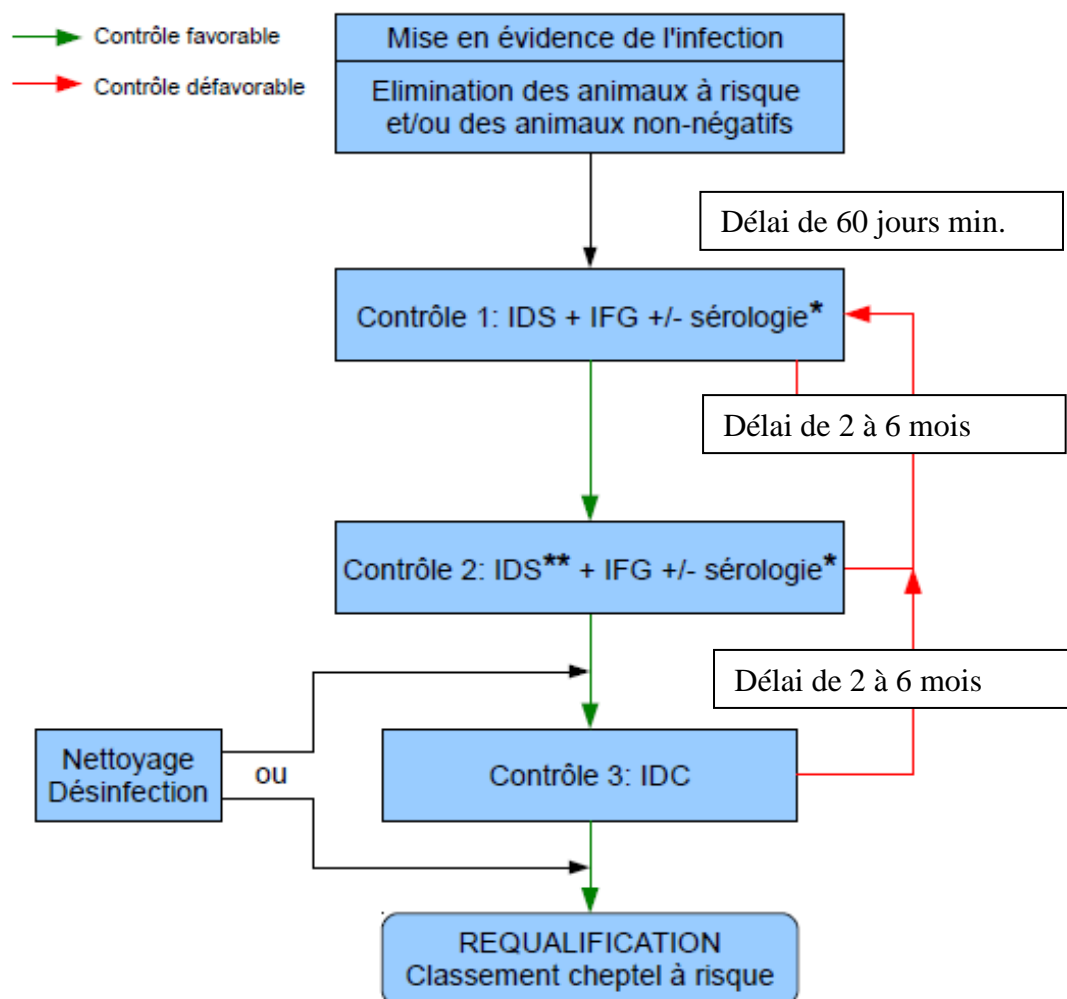 Contrôle favorable
Contrôle défavorable
Mise en évidence de l'infection
Elimination des animaux à risque
et/ou des animaux non-négatifs
Délai de 60 jours min.
Contrôle 1: IDS + IFG +/- sérologie*
Délai de 2 à 6 mois
Contrôle 2: IDS** + IFG +/- sérologie*
Délai de 2 à 6 mois
Nettoyage
Désinfection
ou
Contrôle 3: IDC
REQUALIFICATION
Classement cheptel à risque